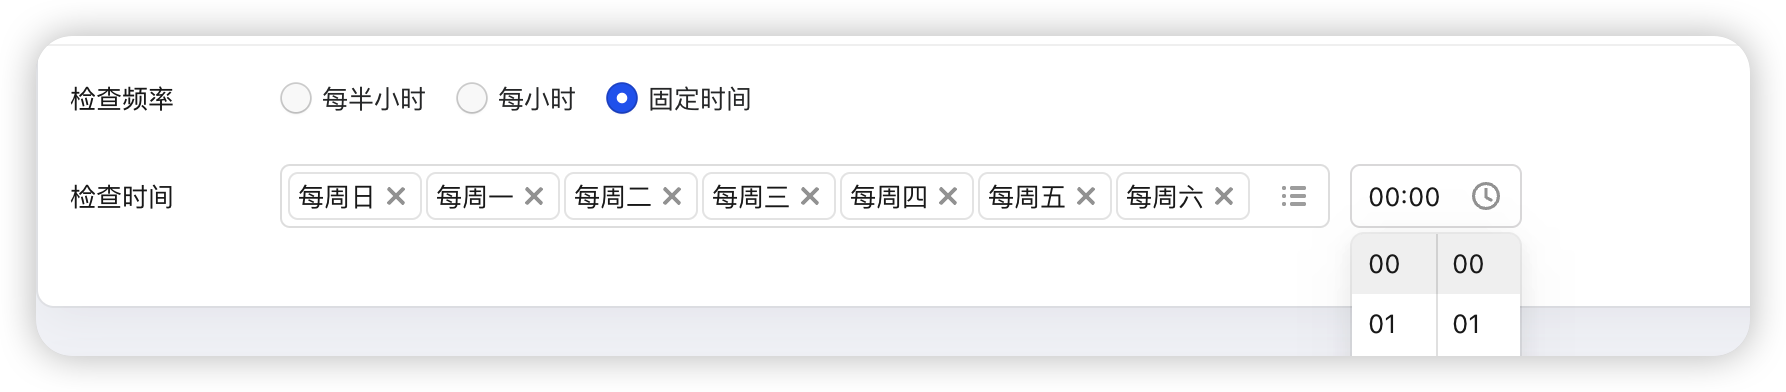 检查频率 每半小时 每小时 固定时间
检查时间 每周日 每周一 每周二 每周三 每周四 每周五 每周六 00:00
00 00
01 01